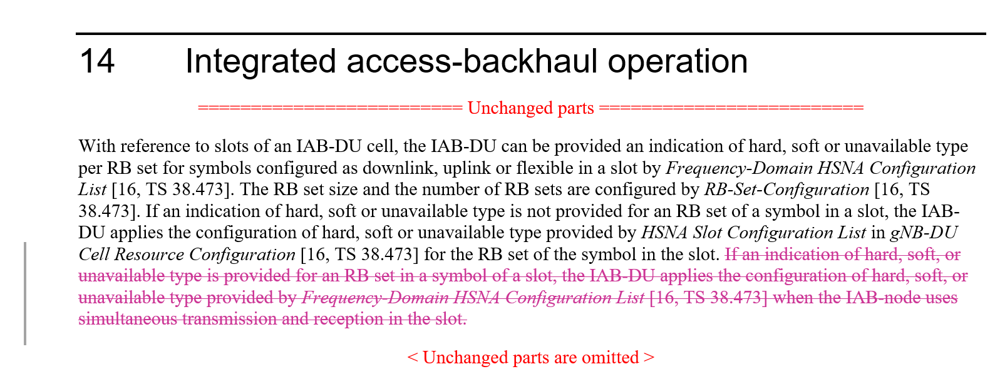 14 Integrated access-backhaul operation
========================= Unchanged parts =========================
With reference to slots of an IAB-DU cell, the IAB-DU can be provided an indication of hard, soft or unavailable type
per RB set for symbols configured as downlink, uplink or flexible in a slot by Frequency-Domain HSNA Configuration
List [16, TS 38.473]. The RB set size and the number of RB sets are configured by RB-Set-Configuration [16, TS
38.473]. If an indication of hard, soft or unavailable type is not provided for an RB set of a symbol in a slot, the IAB-
DU applies the configuration of hard, soft or unavailable type provided by HSNA Slot Configuration List in gNB-DU
Cell Resource Configuration [16, TS 38.473] for the RB set of the symbol in the slot. If an indication of hard, soft, or
unavailable type is provided for an RB set in a symbol of a slot, the IAB-DU applies the configuration of hard, soft, or
unavailable type provided by Frequency-Domain HSNA Configuration List [16, TS 38.473] when the IAB-node uses
simultaneous transmission and reception in the slot.
< Unchanged parts are omitted >